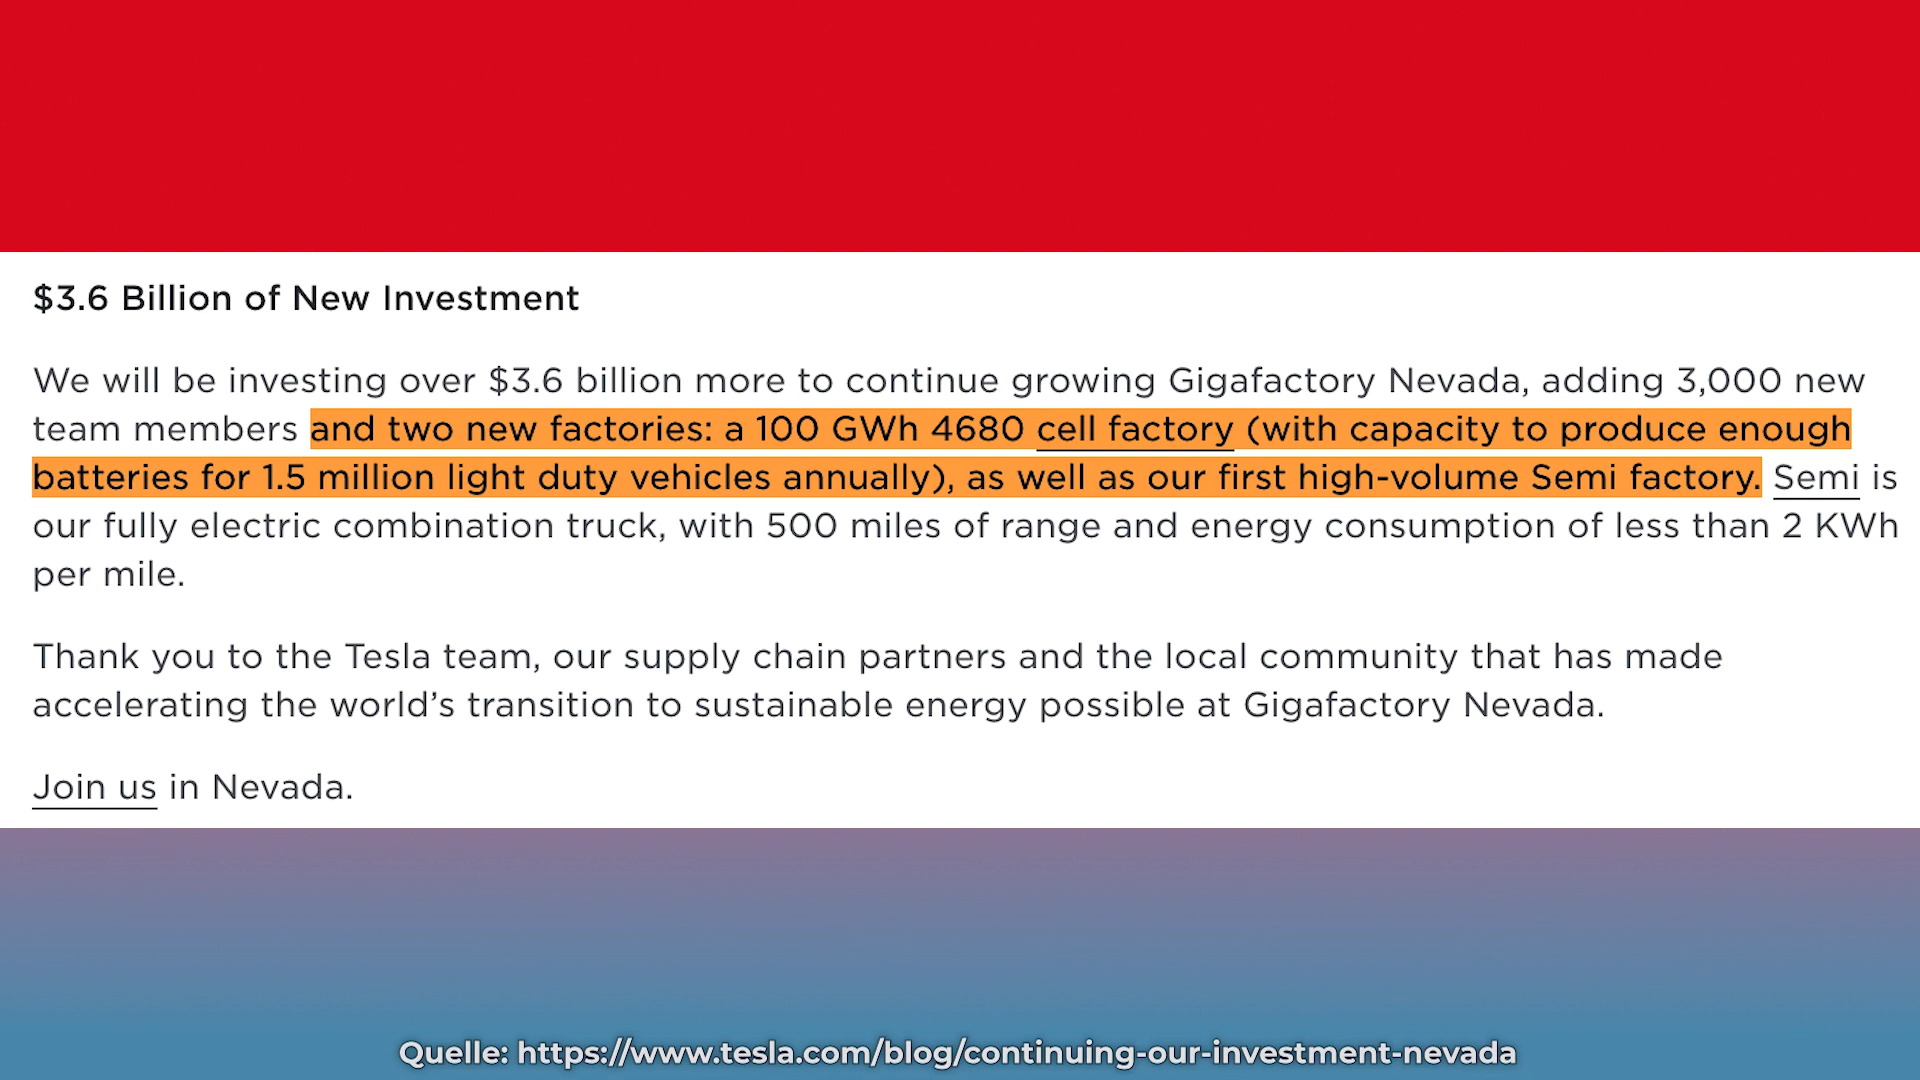 $3.6 Billion of New Investment
We will be investing over $3.6 billion more to continue growing Gigafactory Nevada, adding 3,000 new
team members and two new factories: a 100 GWh 4680 cell factory (with capacity to produce enough
batteries for 1.5 million light duty vehicles annually), as well as our first high-volume Semi factory. Semi is
our fully electric combination truck, with 500 miles of range and energy consumption of less than 2 KWh
per mile.
Thank you to the Tesla team, our supply chain partners and the local community that has made
accelerating the world’s transition to sustainable energy possible at Gigafactory Nevada.
Join us in Nevada.
Quelle: https://www.tesla.com/blog/continuing-our-investment-nevada